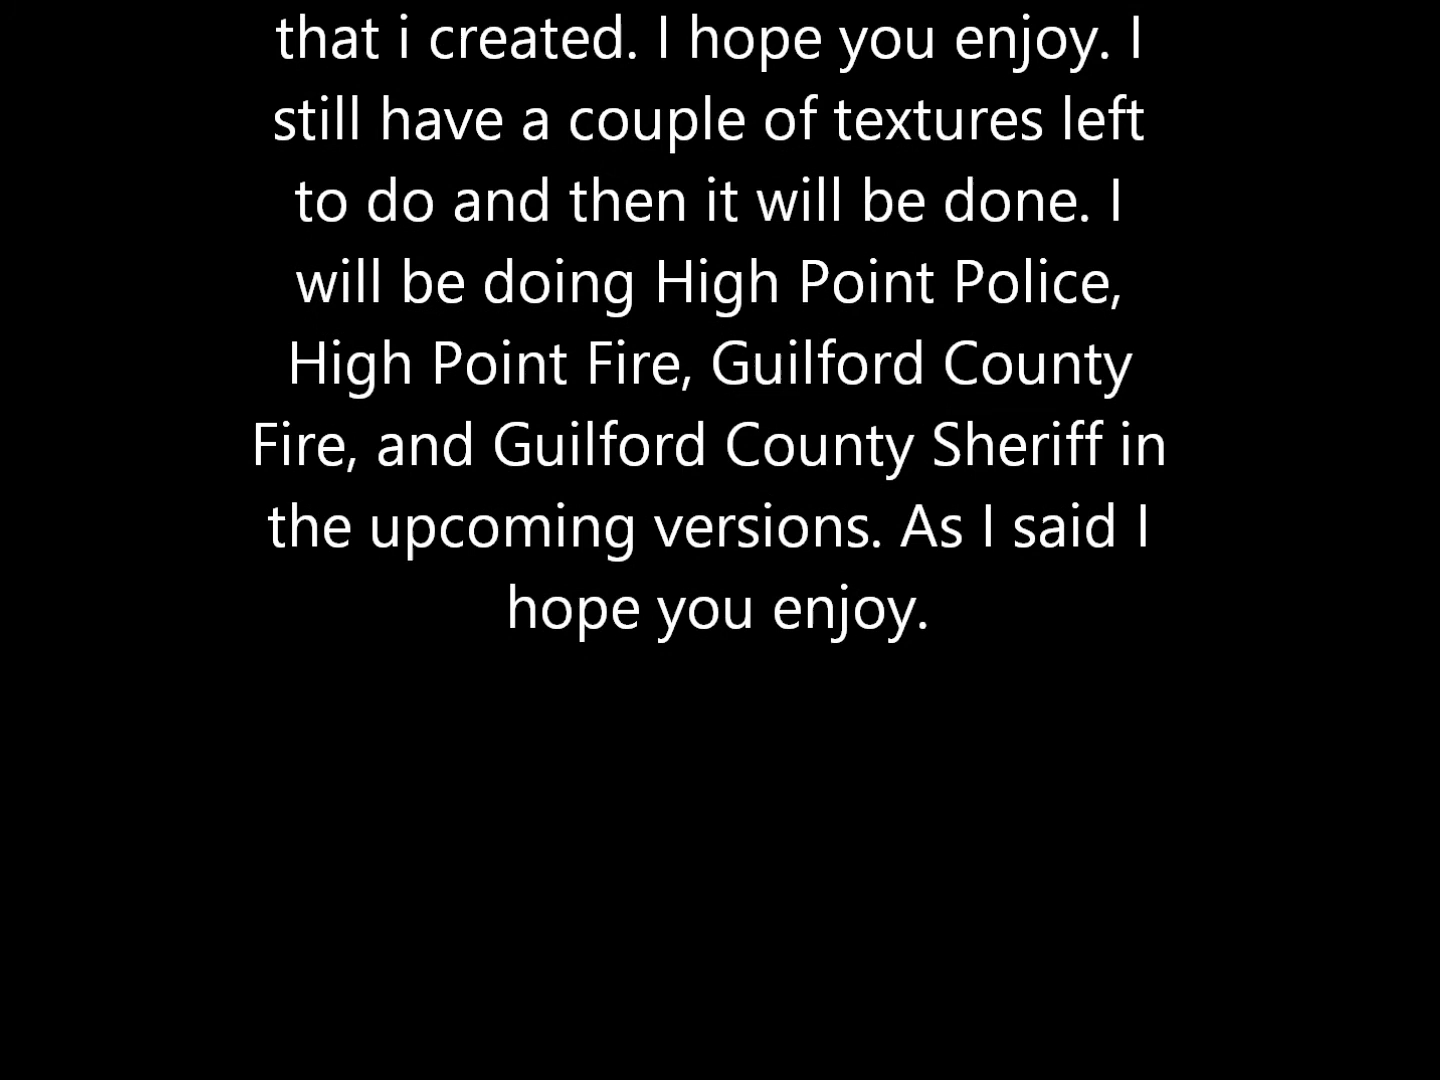 that i created. I hope you enjoy. I
still have a couple of textures left
to do and then it will be done. I
will be doing High Point Police,
High Point Fire, Guilford County
Fire, and Guilford County Sheriff in
the upcoming versions. As I said I
hope you enjoy.